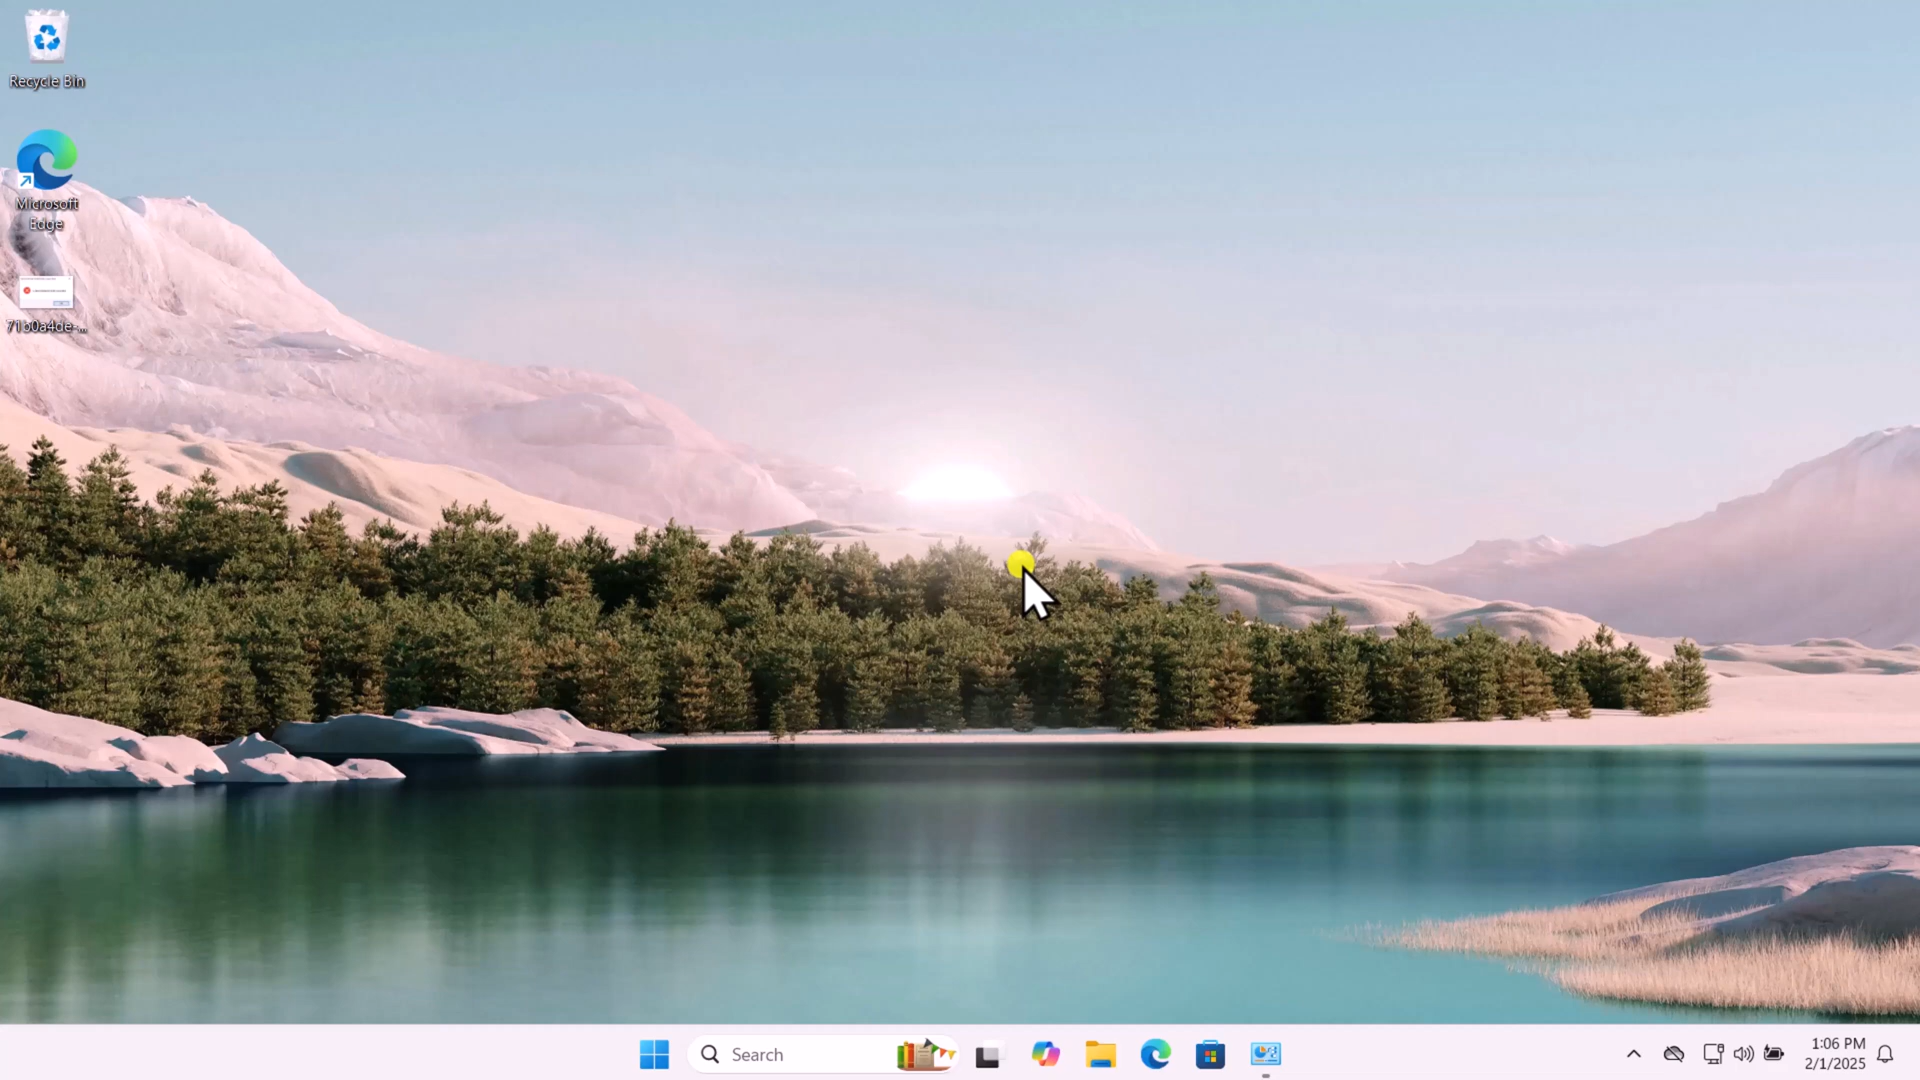 Recycle Bin
Microsoft
Edge
71b0a4de-...
Search
1:06 PM
2/1/2025